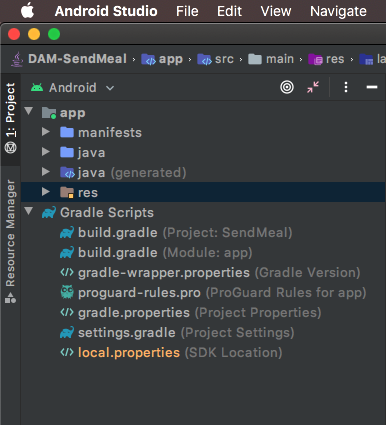 Android Studio File Edit View Navigate
DAM-SendMeal app src main res la
1: Project
Android
app
manifests
java
java (generated)
res
Gradle Scripts
build.gradle (Project: SendMeal)
build.gradle (Module: app)
gradle-wrapper.properties (Gradle Version)
proguard-rules.pro (ProGuard Rules for app)
gradle.properties (Project Properties)
settings.gradle (Project Settings)
local.properties (SDK Location)
Resource Manager